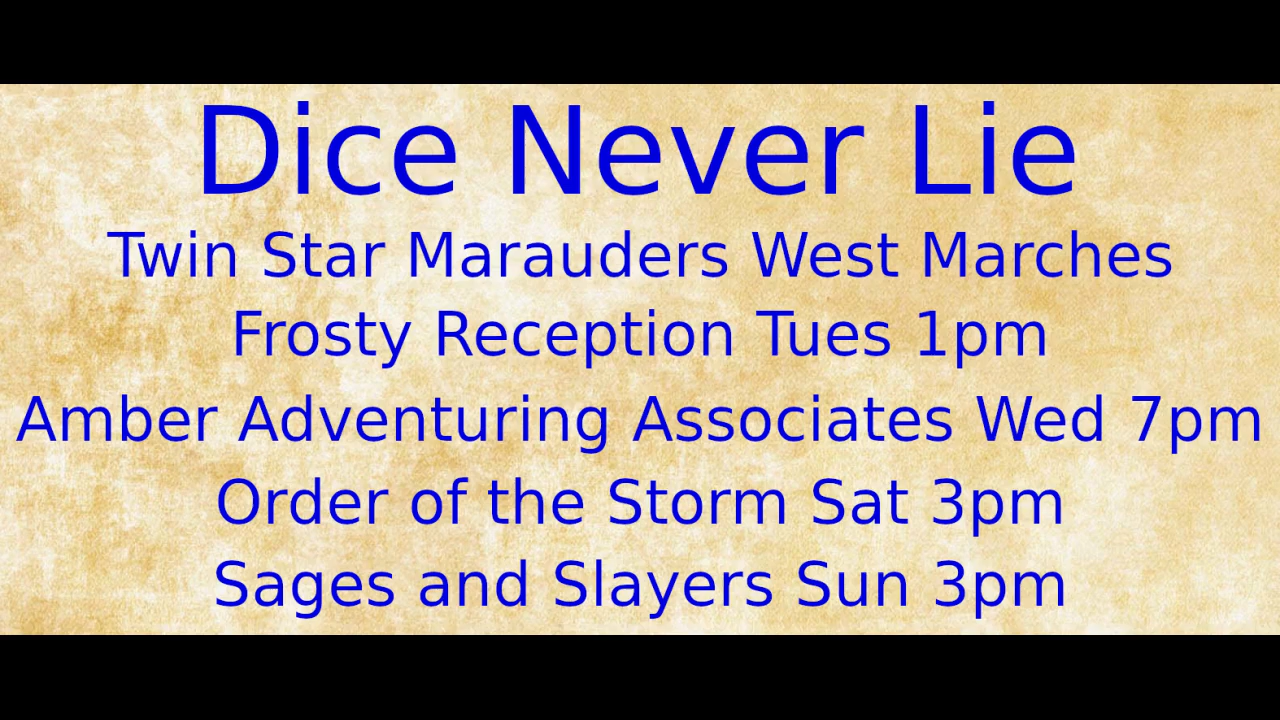 Dice Never Lie
Twin Star Marauders West Marches
Frosty Reception Tues 1pm
Amber Adventuring Associates Wed 7pm
Order of the Storm Sat 3pm
Sages and Slayers Sun 3pm